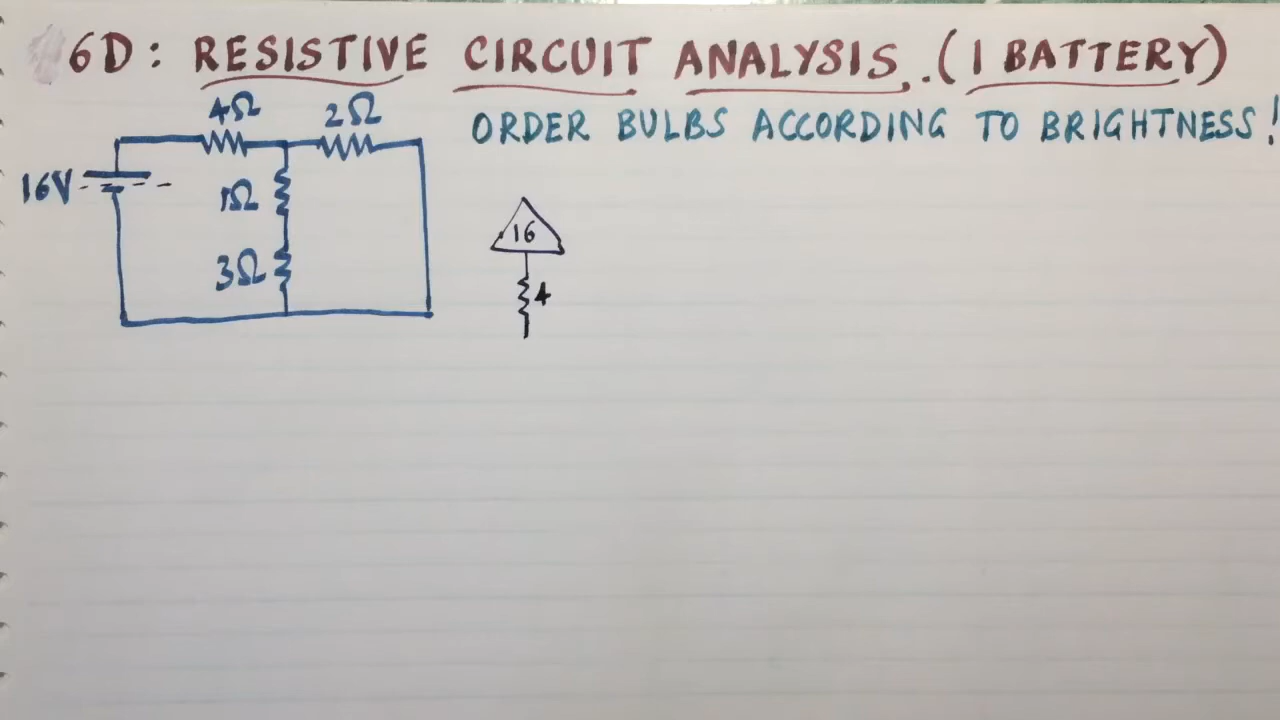 6D: RESISTIVE CIRCUIT ANALYSIS. (1 BATTERY)
ORDER BULBS ACCORDING TO BRIGHTNESS!
4Ω 2Ω
16V
1Ω
3Ω
16
4